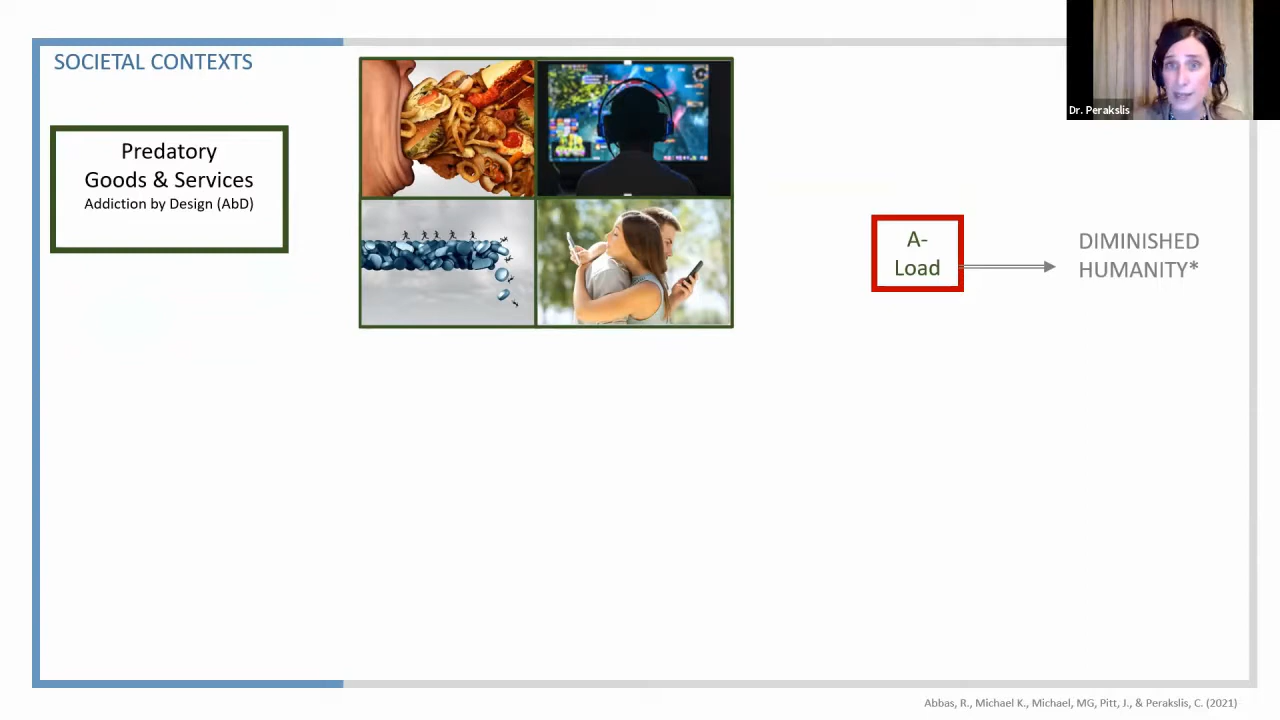 SOCIETAL CONTEXTS
Dr. Perakslis
Predatory
Goods & Services
Addiction by Design (AbD)
A-
Load
DIMINISHED
HUMANITY*
Abbas, R., Michael K., Michael, MG, Pitt, J., & Perakslis, C. (2021)